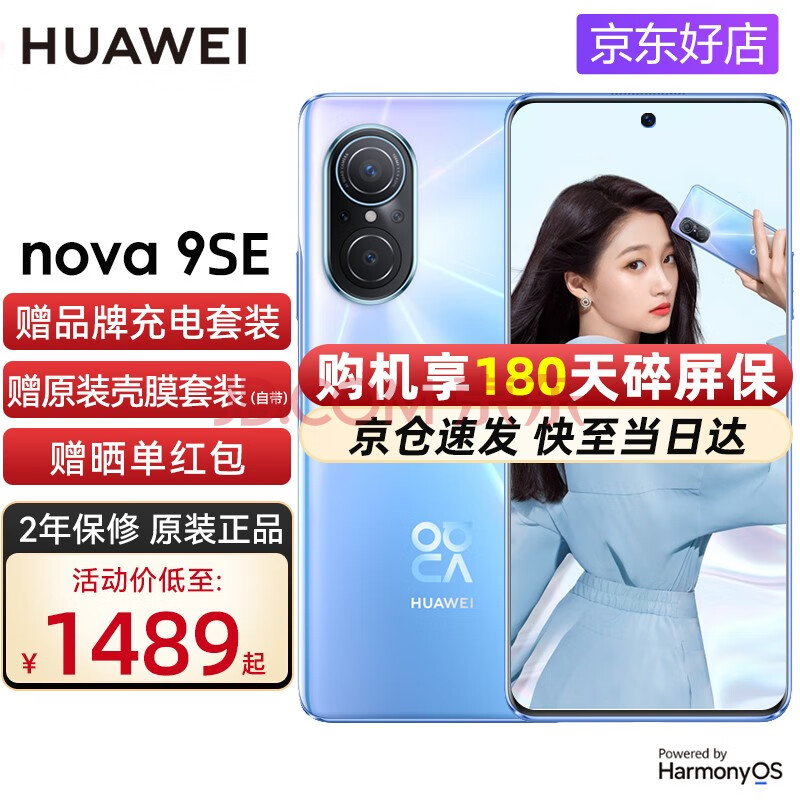 HUAWEI
京东好店
nova 9SE
赠品牌充电套装
赠原装壳膜套装(自带)
赠晒单红包
购机享180天碎屏保
京仓速发 快至当日达
2年保修 原装正品
活动价低至:
¥1489起
HUAWEI
Powered by
HarmonyOS